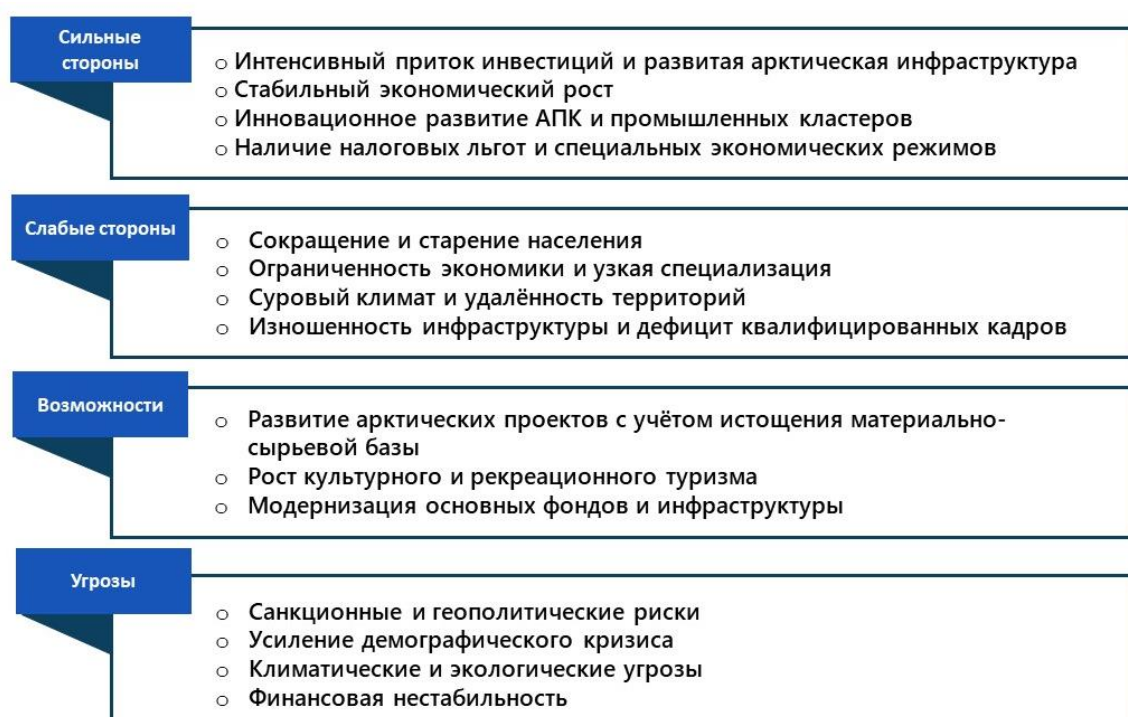 Сильные
стороны
o Интенсивный приток инвестиций и развитая арктическая инфраструктура
o Стабильный экономический рост
o Инновационное развитие АПК и промышленных кластеров
o Наличие налоговых льгот и специальных экономических режимов
Слабые стороны
o Сокращение и старение населения
o Ограниченность экономики и узкая специализация
o Суровый климат и удалённость территорий
o Изношенность инфраструктуры и дефицит квалифицированных кадров
Возможности
o Развитие арктических проектов с учётом истощения материально-
сырьевой базы
o Рост культурного и рекреационного туризма
o Модернизация основных фондов и инфраструктуры
Угрозы
o Санкционные и геополитические риски
o Усиление демографического кризиса
o Климатические и экологические угрозы
o Финансовая нестабильность